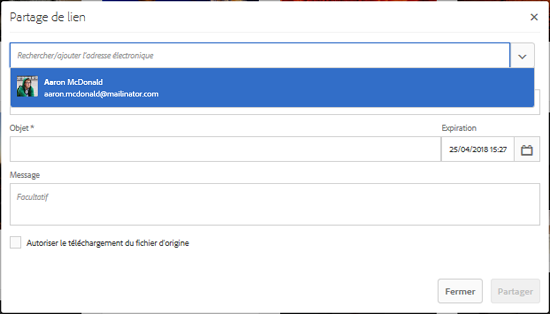 Partage de lien
Rechercher/ajouter l'adresse électronique
Aaron McDonald
aaron.mcdonald@mailinator.com
Objet *
Expiration
25/04/2018 15:27
Message
Facultatif
Autoriser le téléchargement du fichier d'origine
Fermer
Partager